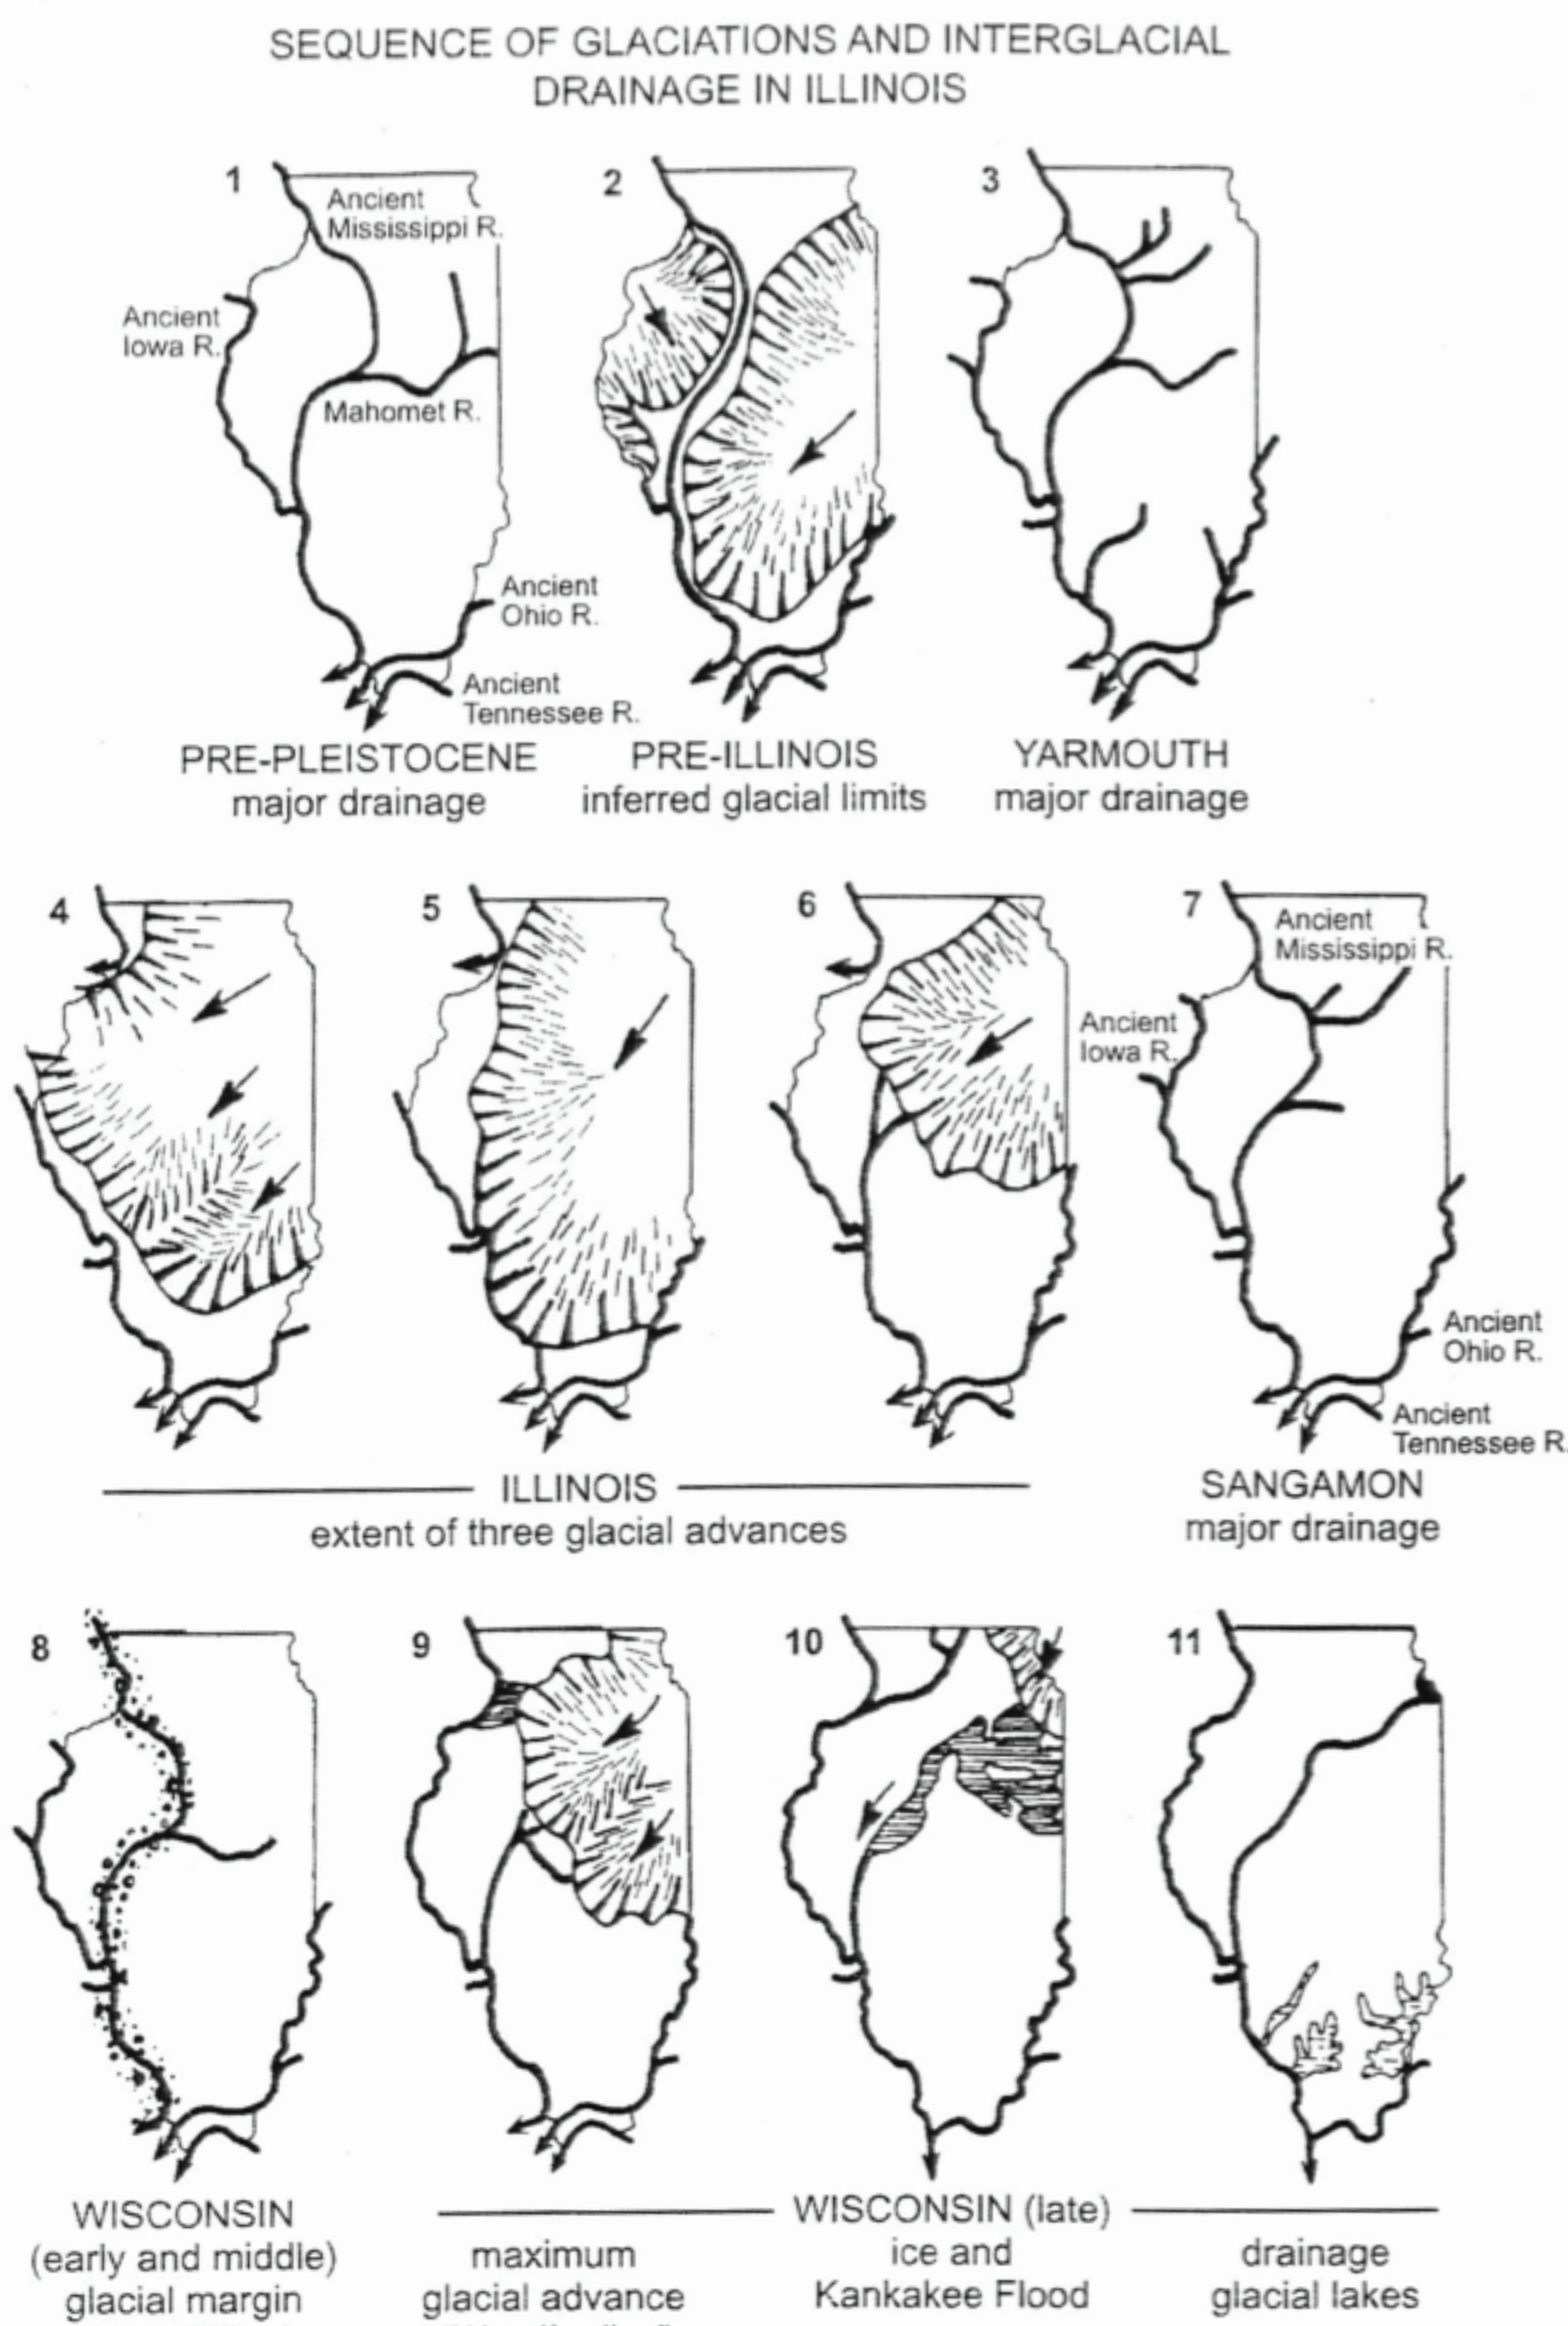 SEQUENCE OF GLACIATIONS AND INTERGLACIAL
DRAINAGE IN ILLINOIS
1
Ancient
Mississippi R.
Ancient
Iowa R.
Mahomet R.
Ancient
Ohio R.
Ancient
Tennessee R.
PRE-PLEISTOCENE
major drainage
2
PRE-ILLINOIS
inferred glacial limits
3
YARMOUTH
major drainage
4
5
6
ILLINOIS
extent of three glacial advances
7
Ancient
Mississippi R.
Ancient
Iowa R.
Ancient
Ohio R.
Ancient
Tennessee R.
SANGAMON
major drainage
8
WISCONSIN
(early and middle)
glacial margin
9
10
11
WISCONSIN (late)
maximum
glacial advance
ice and
Kankakee Flood
drainage
glacial lakes